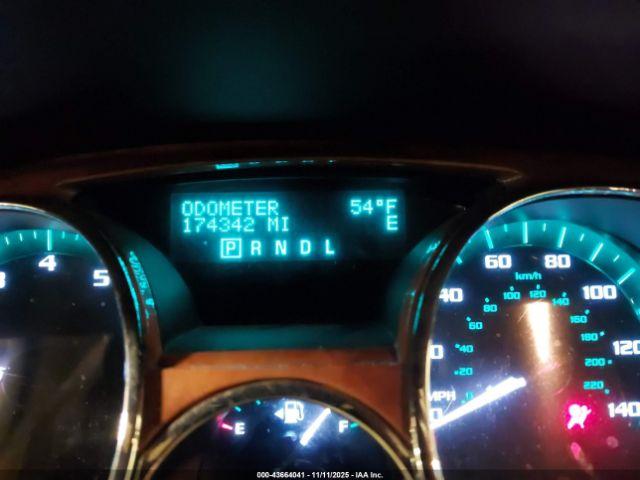 ODOMETER 54°F
174342 MI E
P R N D L
4 5
60 80
km/h
40 100
80 100 120 140
60 160
180
40 200
20 220
120
MPH
0 140
E F
000-43664041 - 11/11/2025 - IAA Inc.